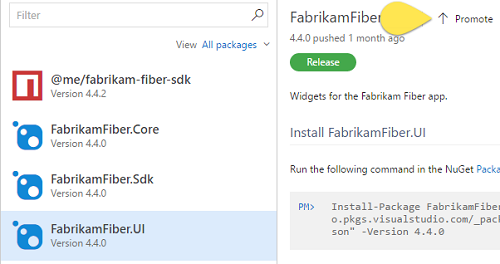 Filter
View All packages
@me/fabrikam-fiber-sdk
Version 4.4.2
FabrikamFiber.Core
Version 4.4.0
FabrikamFiber.Sdk
Version 4.4.0
FabrikamFiber.UI
Version 4.4.0
FabrikamFiber
Promote
4.4.0 pushed 1 month ago
Release
Widgets for the Fabrikam Fiber app.
Install FabrikamFiber.UI
Run the following command in the NuGet Packa
PM> Install-Package FabrikamFiber
o.pkgs.visualstudio.com/_pack
son" -Version 4.4.0